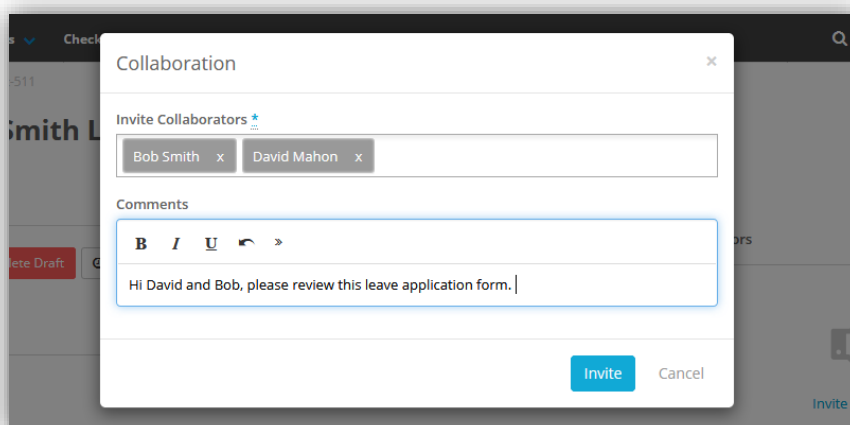 s Check
-511
Smith L
Collaboration ×
Invite Collaborators *
Bob Smith x David Mahon x
Comments
B I U »
Hi David and Bob, please review this leave application form.
lete Draft
ors
Invite Cancel
Invite